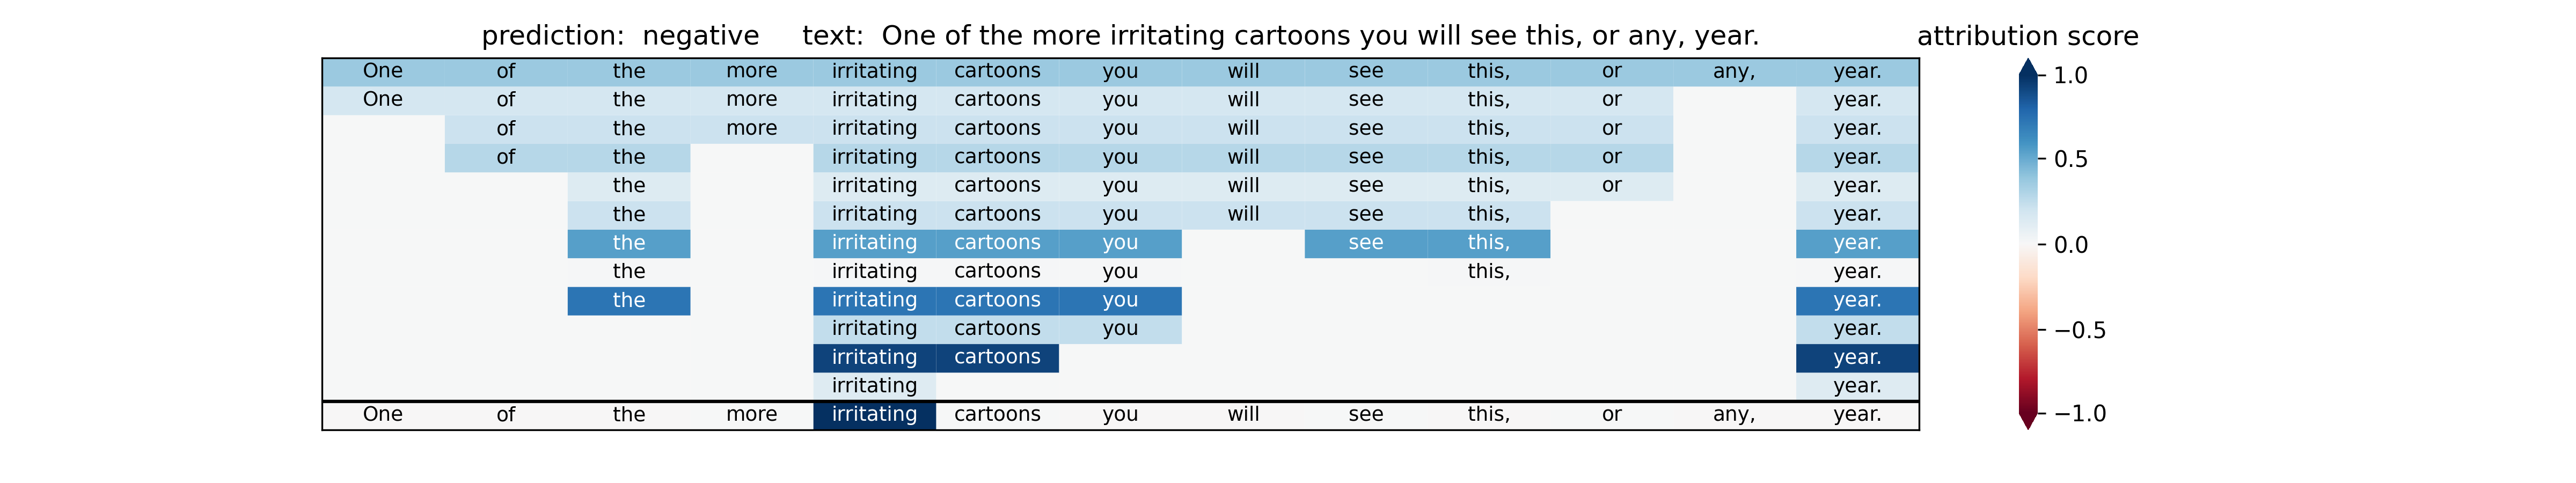 prediction:  negative     text:  One of the more irritating cartoons you will see this, or any, year.
attribution score
One of the more irritating cartoons you will see this, or any, year.
One of the more irritating cartoons you will see this, or year.
of the more irritating cartoons you will see this, or year.
of the irritating cartoons you will see this, or year.
the irritating cartoons you will see this, or year.
the irritating cartoons you will see this, year.
the irritating cartoons you see this, year.
the irritating cartoons you this, year.
the irritating cartoons you year.
irritating cartoons you year.
irritating cartoons year.
irritating year.
One of the more irritating cartoons you will see this, or any, year.
1.0
0.5
0.0
−0.5
−1.0